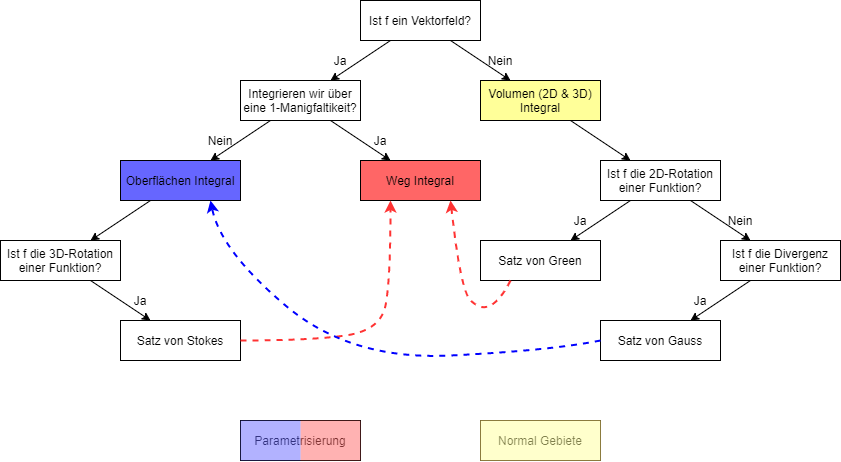 Ist f ein Vektorfeld?
Ja
Nein
Integrieren wir über
eine 1-Manigfaltikeit?
Volumen (2D & 3D)
Integral
Nein
Ja
Oberflächen Integral
Weg Integral
Ist f die 2D-Rotation
einer Funktion?
Ja
Nein
Ist f die 3D-Rotation
einer Funktion?
Satz von Green
Ist f die Divergenz
einer Funktion?
Ja
Ja
Satz von Stokes
Satz von Gauss
Parametrisierung
Normal Gebiete